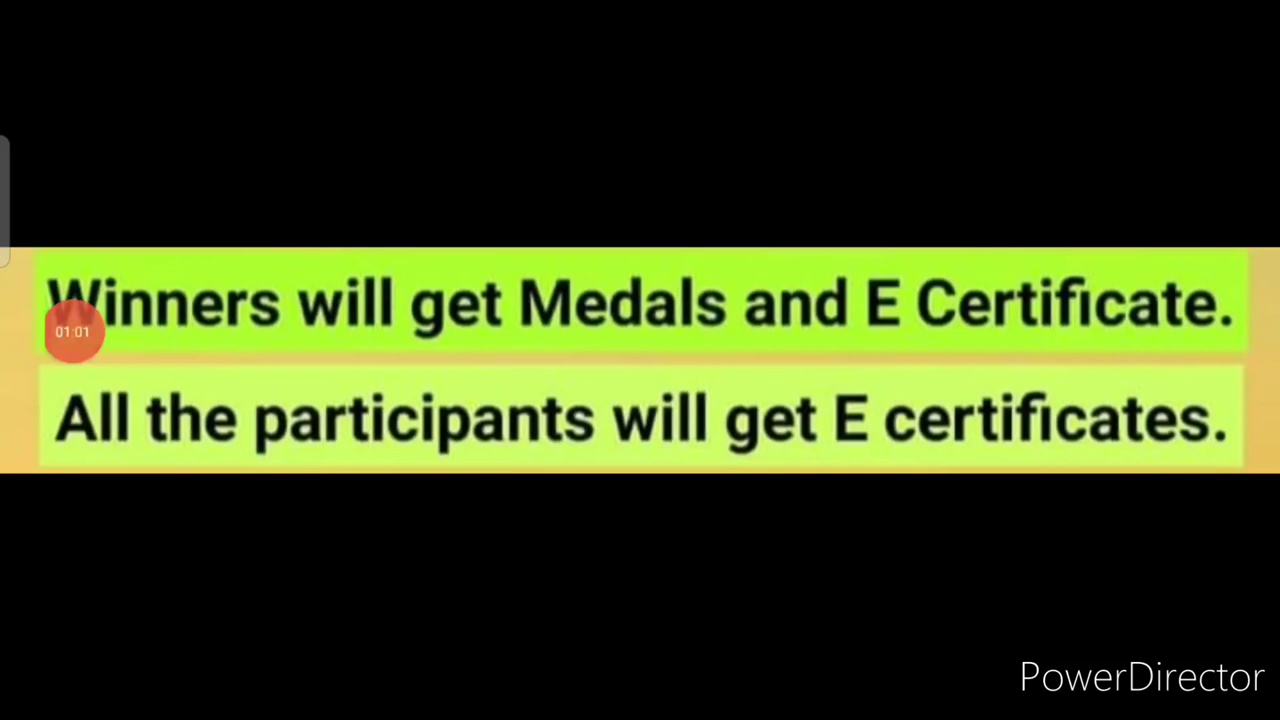 Winners will get Medals and E Certificate.
01:01
All the participants will get E certificates.
PowerDirector